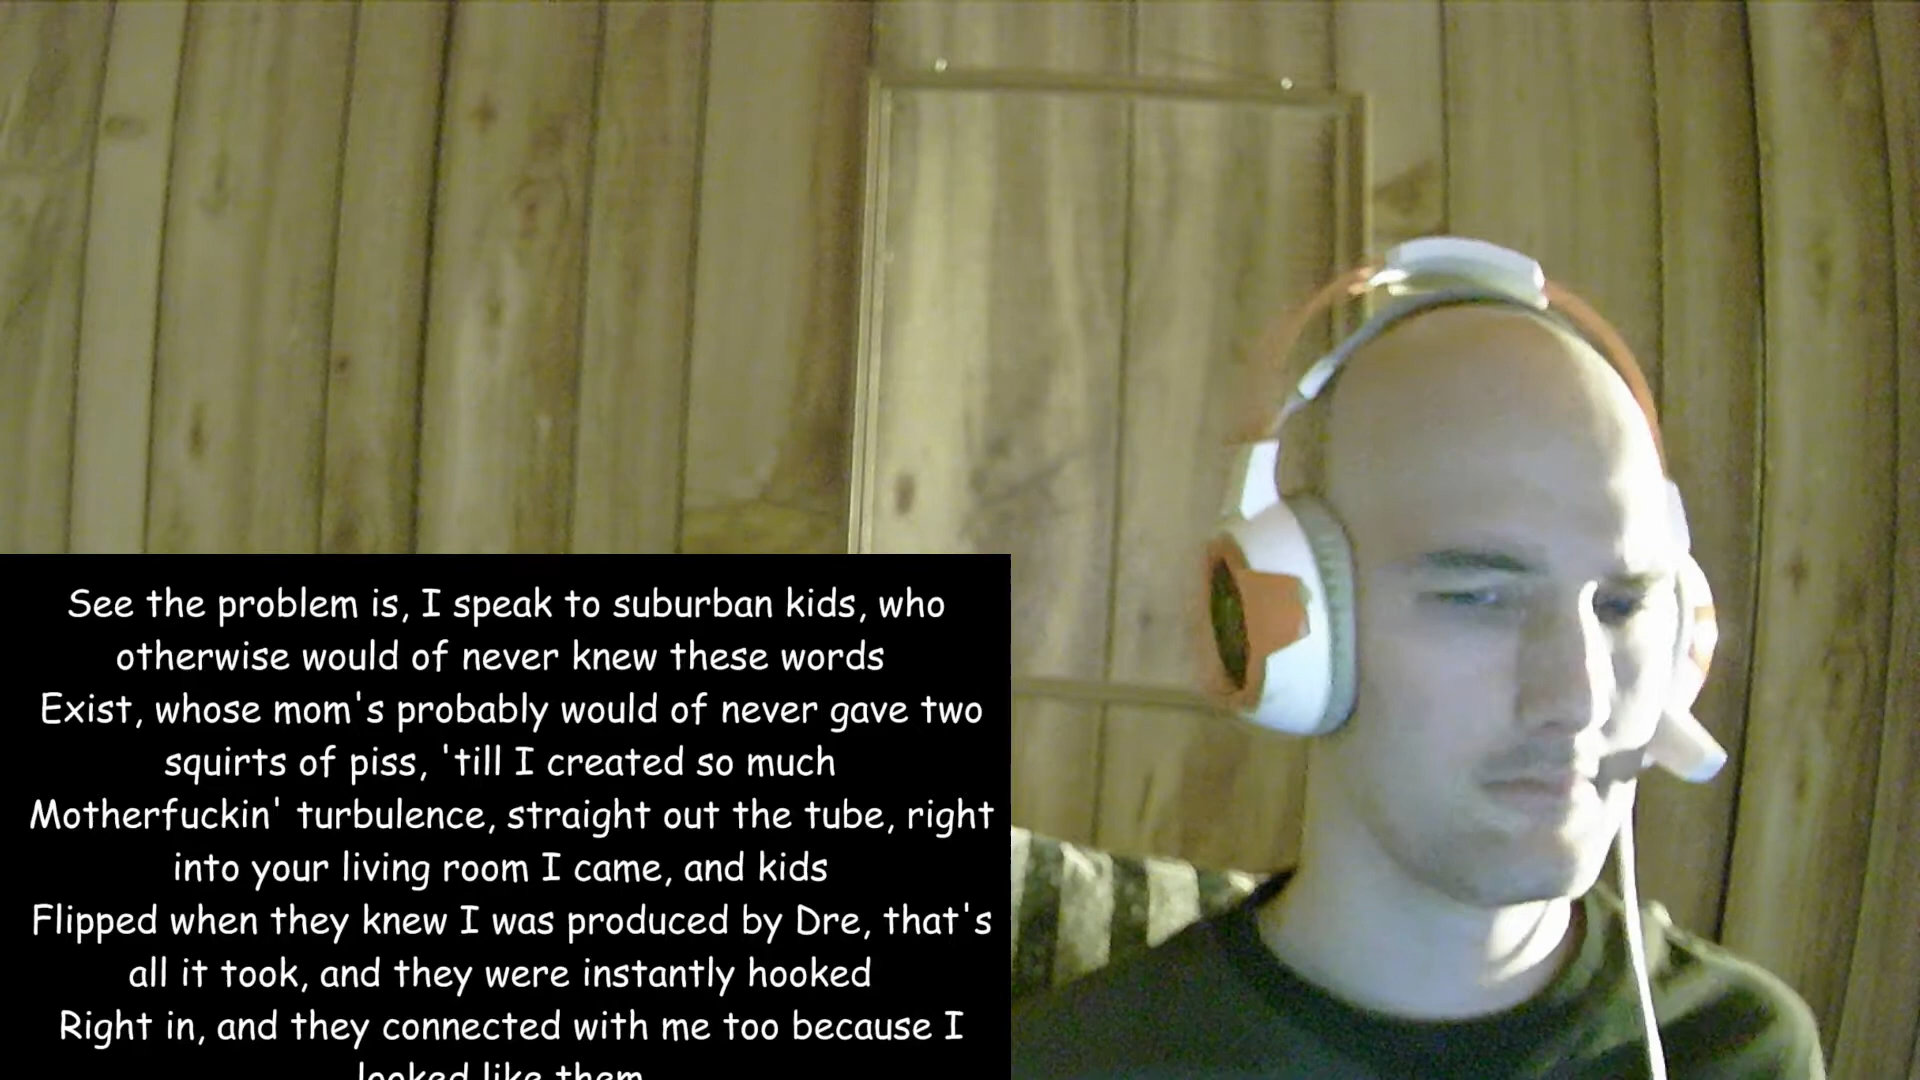 See the problem is, I speak to suburban kids, who
otherwise would of never knew these words
Exist, whose mom's probably would of never gave two
squirts of piss, 'till I created so much
Motherfuckin' turbulence, straight out the tube, right
into your living room I came, and kids
Flipped when they knew I was produced by Dre, that's
all it took, and they were instantly hooked
Right in, and they connected with me too because I
looked like them